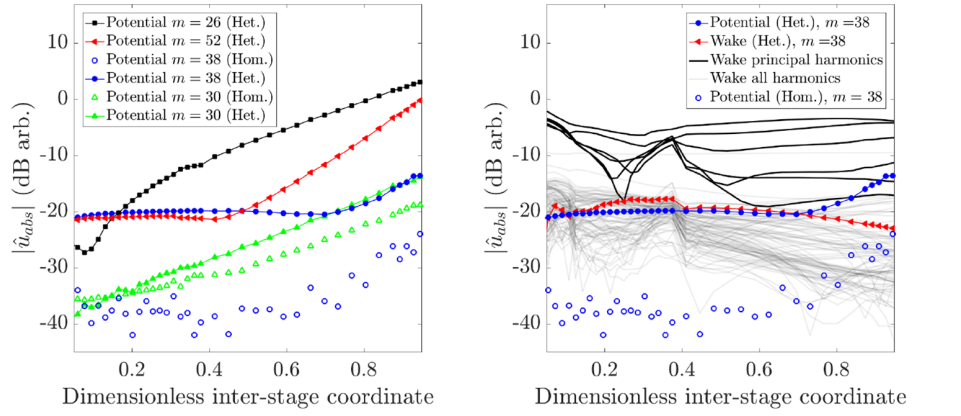 Potential m = 26 (Het.)
Potential m = 52 (Het.)
Potential m = 38 (Hom.)
Potential m = 38 (Het.)
Potential m = 30 (Hom.)
Potential m = 30 (Het.)
10
0
-10
-20
-30
-40
|û_abs| (dB arb.)
0.2
0.4
0.6
0.8
Dimensionless inter-stage coordinate
Potential (Het.), m =38
Wake (Het.), m =38
Wake principal harmonics
Wake all harmonics
Potential (Hom.), m = 38
10
0
-10
-20
-30
-40
|û_abs| (dB arb.)
0.2
0.4
0.6
0.8
Dimensionless inter-stage coordinate